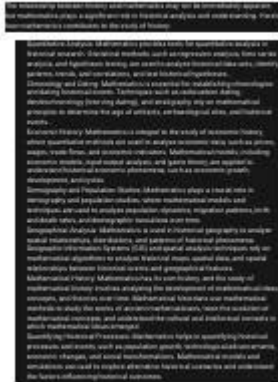 The relationship between history and mathematics may not be immediately apparent,
but mathematics plays a significant role in historical analysis and understanding.
mathematics contributes to the study of history:
Quantitative Analysis: Mathematics provides tools for quantitative analysis in
historical research. Statistical methods, such as regression analysis, time series
analysis, and hypothesis testing, are used to analyze historical data sets, identify
patterns, trends, and correlations, and test historical hypotheses.
Chronology and Dating: Mathematics is essential for establishing chronologies
and dating historical events. Techniques such as radiocarbon dating,
dendrochronology (tree-ring dating), and stratigraphy rely on mathematical
principles to determine the age of artifacts, archaeological sites, and historical
events.
Economic History: Mathematics is integral to the study of economic history,
where quantitative methods are used to analyze economic data, such as prices,
wages, trade flows, and economic indicators. Mathematical models, including
economic models, input-output analysis, and game theory, are applied to
understand historical economic phenomena, such as economic growth,
development, and crises.
Demography and Population Studies: Mathematics plays a crucial role in
demography and population studies, where mathematical models and
techniques are used to analyze population dynamics, migration patterns, birth
and death rates, and demographic transitions over time.
Geographical Analysis: Mathematics is used in historical geography to analyze
spatial relationships, distributions, and patterns of historical phenomena.
Geographic Information Systems (GIS) and spatial analysis techniques rely on
mathematical algorithms to analyze historical maps, spatial data, and spatial
relationships between historical events and geographical features.
Mathematical History: Mathematics has its own history, and the study of
mathematical history involves analyzing the development of mathematical ideas,
concepts, and theories over time. Mathematical historians use mathematical
methods to study the works of ancient mathematicians, trace the evolution of
mathematical concepts, and understand the cultural and intellectual contexts in
which mathematical ideas emerged.
Quantifying Historical Processes: Mathematics helps in quantifying historical
processes and events, such as population growth, technological advancements,
economic changes, and social transformations. Mathematical models and
simulations are used to explore alternative historical scenarios and understand
the factors influencing historical outcomes.